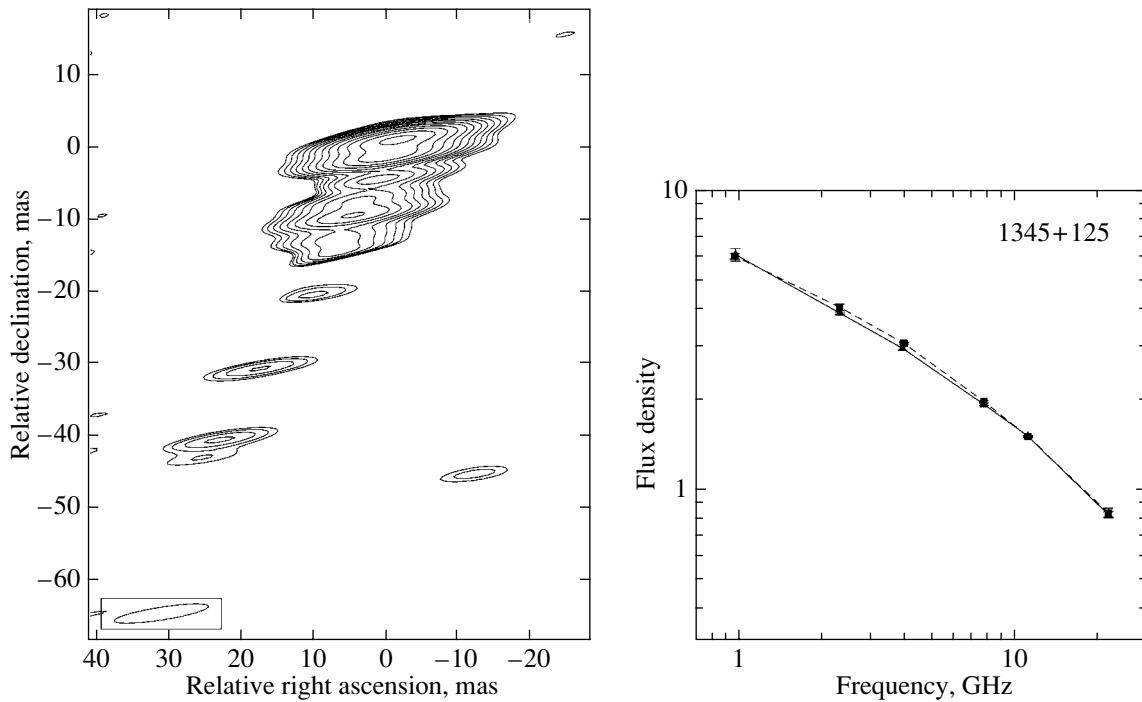 10
0
−10
−20
−30
−40
−50
−60
Relative declination, mas
40 30 20 10 0 −10 −20
Relative right ascension, mas
1345+125
10
1
Flux density
1 10
Frequency, GHz